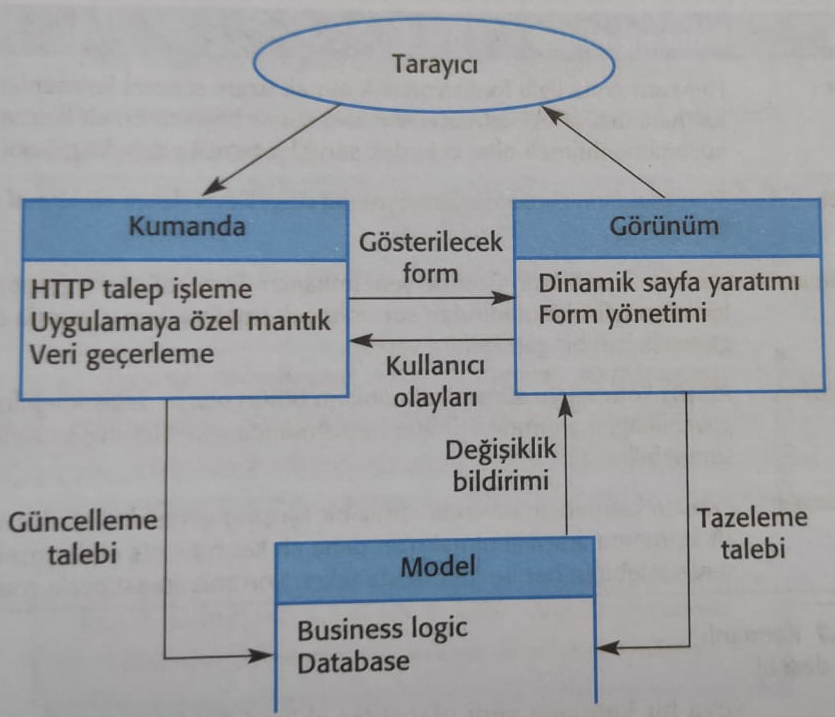 Tarayıcı
Kumanda
HTTP talep işleme
Uygulamaya özel mantık
Veri geçerleme
Gösterilecek
form
Kullanıcı
olayları
Görünüm
Dinamik sayfa yaratımı
Form yönetimi
Değişiklik
bildirimi
Güncelleme
talebi
Tazeleme
talebi
Model
Business logic
Database